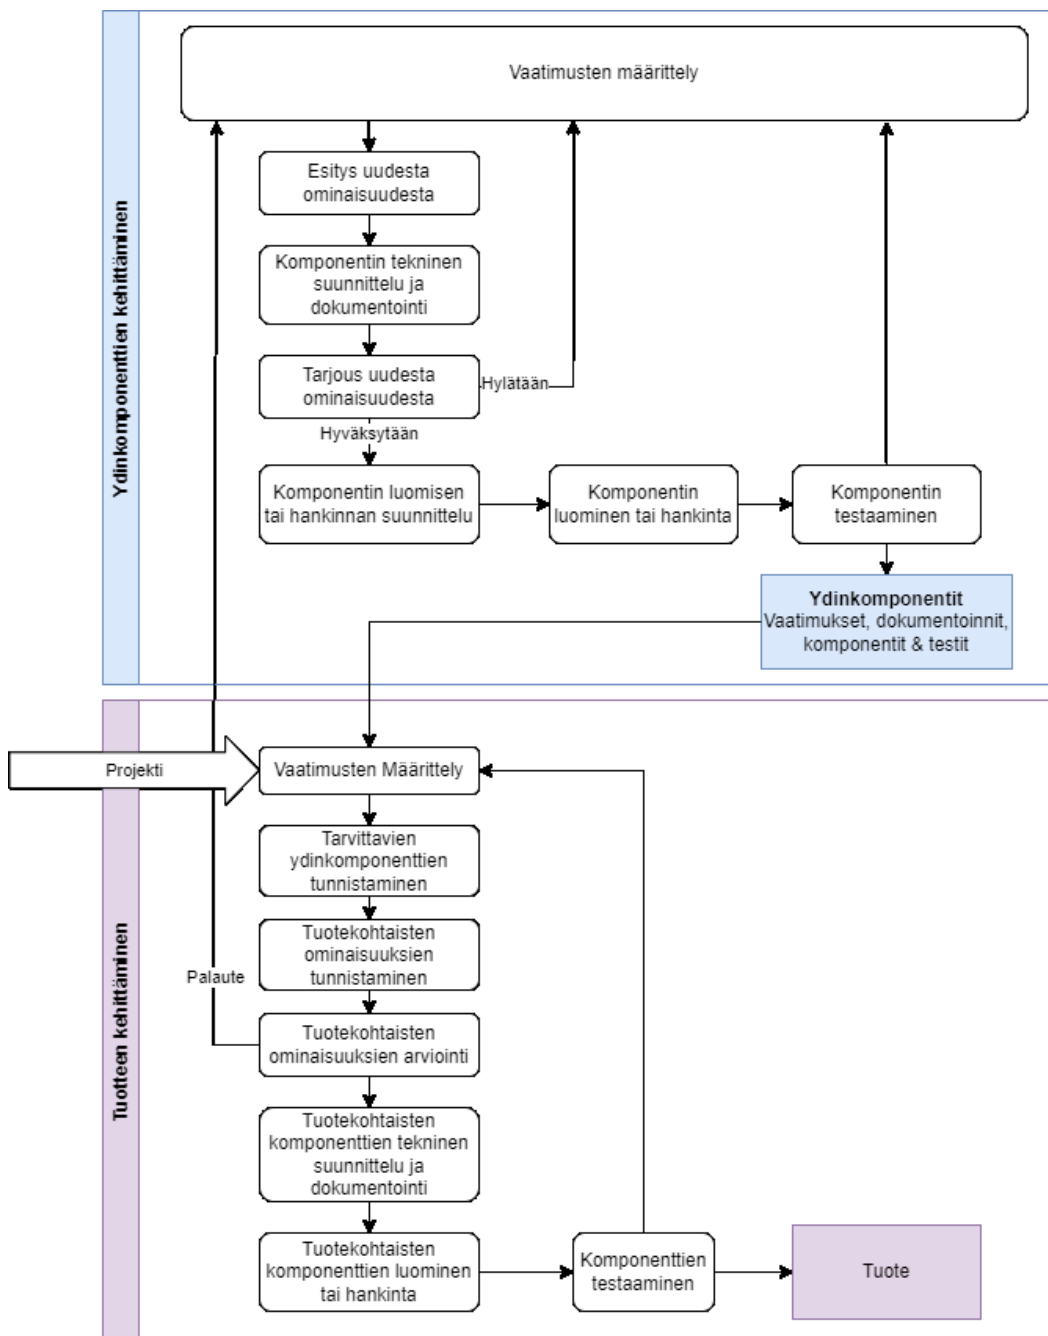 Ydinkomponenttien kehittäminen
Vaatimusten määrittely
Esitys uudesta
ominaisuudesta
Komponentin tekninen
suunnittelu ja
dokumentointi
Tarjous uudesta
ominaisuudesta
Hylätään
Hyväksytään
Komponentin luomisen
tai hankinnan suunnittelu
Komponentin
luominen tai hankinta
Komponentin
testaaminen
Ydinkomponentit
Vaatimukset, dokumentoinnit,
komponentit & testit
Tuotteen kehittäminen
Projekti
Vaatimusten Määrittely
Tarvittavien
ydinkomponenttien
tunnistaminen
Tuotekohtaisten
ominaisuuksien
tunnistaminen
Palaute
Tuotekohtaisten
ominaisuuksien arviointi
Tuotekohtaisten
komponenttien tekninen
suunnittelu ja
dokumentointi
Tuotekohtaisten
komponenttien luominen
tai hankinta
Komponenttien
testaaminen
Tuote